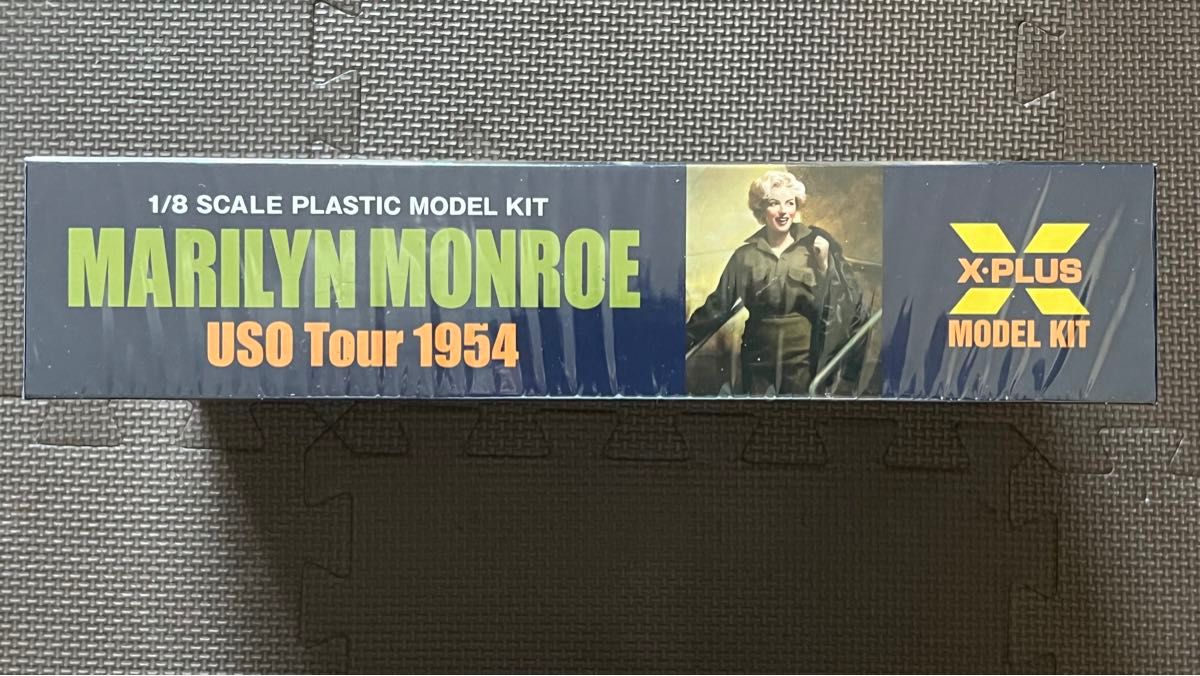 1/8 SCALE PLASTIC MODEL KIT
MARILYN MONROE
USO Tour 1954
X·PLUS
MODEL KIT